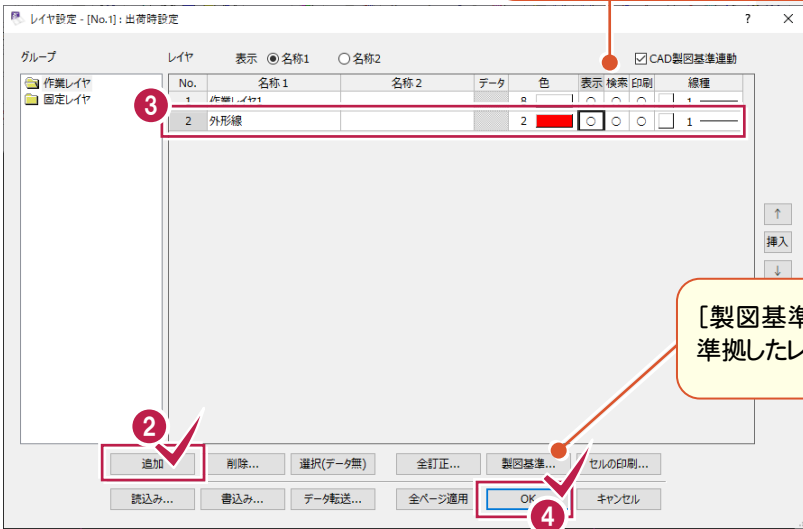 レイヤ設定 - [No.1] : 出荷時設定 ? ×
グループ レイヤ 表示 名称1 名称2 CAD製図基準連動
作業レイヤ
固定レイヤ
No. 名称1 名称2 データ 色 表示 検索 印刷 線種
1 作業レイヤ1 8 ○ ○ ○ 1
3
2 外形線 2 ○ ○ ○ 1
↑
挿入
↓
[製図基準
準拠したレ
2
追加 削除... 選択(データ無) 全訂正... 製図基準... セルの印刷...
読込み... 書込み... データ転送... 全ページ適用 OK キャンセル
4